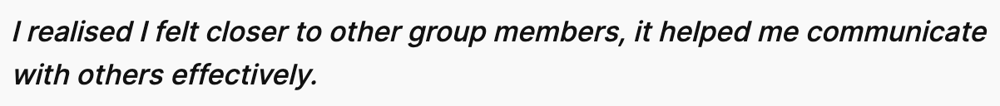 I realised I felt closer to other group members, it helped me communicate
with others effectively.